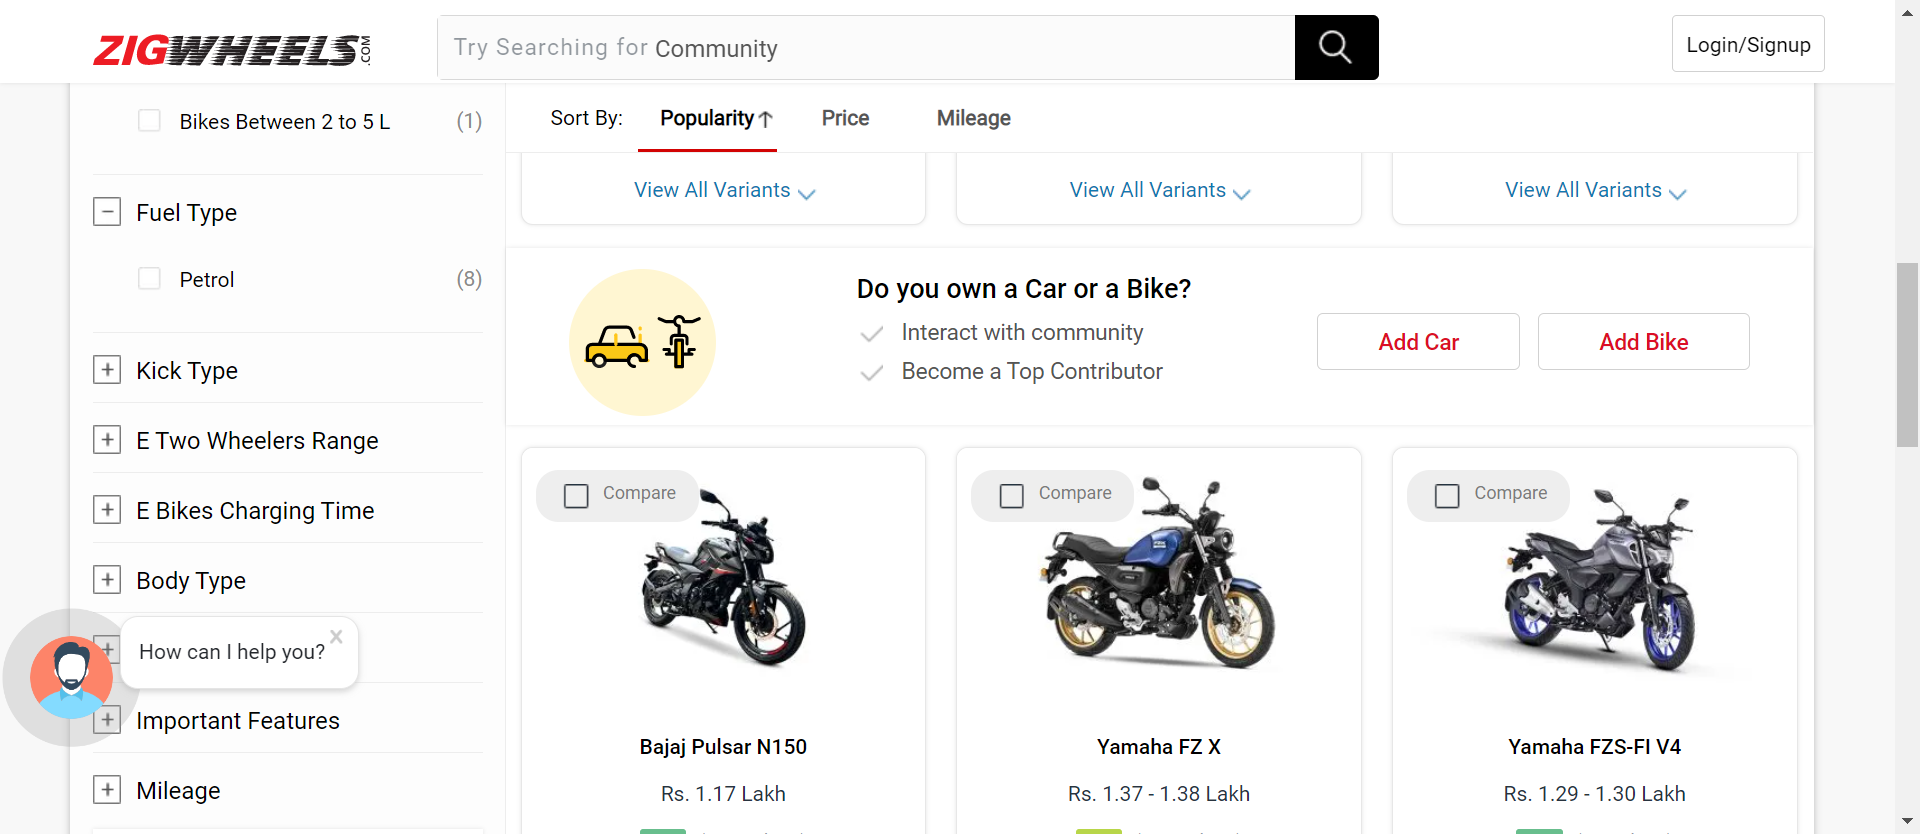 ZIGWHEELS.COM
Try Searching for Community
Login/Signup
Bikes Between 2 to 5 L (1)
Fuel Type
Petrol (8)
Kick Type
E Two Wheelers Range
E Bikes Charging Time
Body Type
How can I help you? x
Important Features
Mileage
Sort By: Popularity Price Mileage
View All Variants
View All Variants
View All Variants
Do you own a Car or a Bike?
Interact with community
Become a Top Contributor
Add Car
Add Bike
Compare
Bajaj Pulsar N150
Rs. 1.17 Lakh
Compare
Yamaha FZ X
Rs. 1.37 - 1.38 Lakh
Compare
Yamaha FZS-FI V4
Rs. 1.29 - 1.30 Lakh